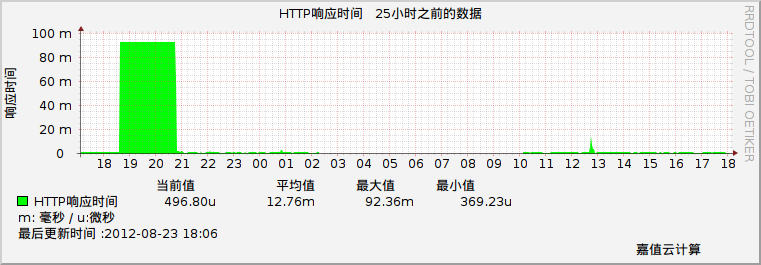 HTTP响应时间 25小时之前的数据
RRDTOOL / TOBI OETIKER
响应时间
100 m
80 m
60 m
40 m
20 m
0
18 19 20 21 22 23 00 01 02 03 04 05 06 07 08 09 10 11 12 13 14 15 16 17 18
当前值 平均值 最大值 最小值
HTTP响应时间 496.80u 12.76m 92.36m 369.23u
m: 毫秒 / u:微秒
最后更新时间 :2012-08-23 18:06
嘉值云计算